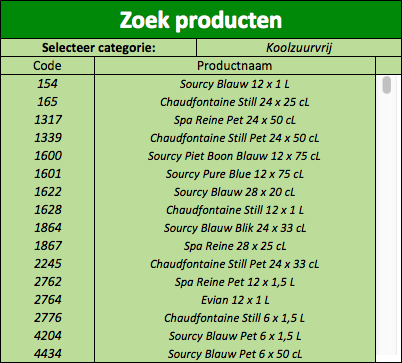 Zoek producten
Selecteer categorie: Koolzuurvrij
Code Productnaam
154 Sourcy Blauw 12 x 1 L
165 Chaudfontaine Still 24 x 25 cL
1317 Spa Reine Pet 24 x 50 cL
1339 Chaudfontaine Still Pet 24 x 50 cL
1600 Sourcy Piet Boon Blauw 12 x 75 cL
1601 Sourcy Pure Blue 12 x 75 cL
1622 Sourcy Blauw 28 x 20 cL
1628 Chaudfontaine Still 12 x 1 L
1864 Sourcy Blauw Blik 24 x 33 cL
1867 Spa Reine 28 x 25 cL
2245 Chaudfontaine Still Pet 24 x 33 cL
2762 Spa Reine Pet 12 x 1,5 L
2764 Evian 12 x 1 L
2776 Chaudfontaine Still 6 x 1,5 L
4204 Sourcy Blauw Pet 6 x 1,5 L
4434 Sourcy Blauw Pet 6 x 50 cL